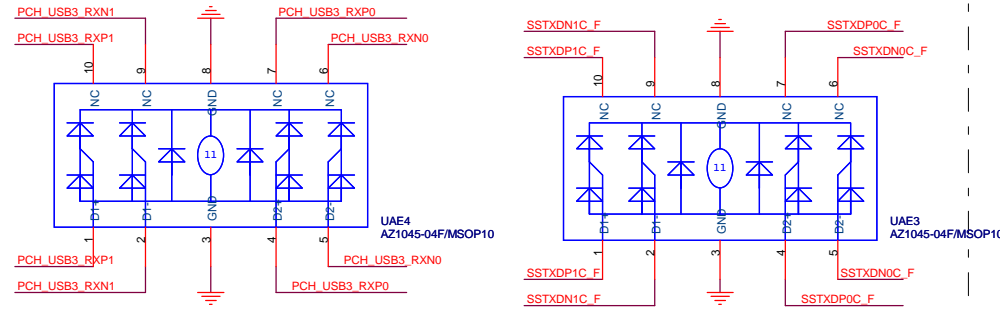 PCH_USB3_RXN1
PCH_USB3_RXP0
PCH_USB3_RXP1
PCH_USB3_RXN0
10
9
8
7
6
NC
NC
GND
NC
NC
11
D1+
D1-
GND
D2+
D2-
1
2
3
4
5
UAE4
AZ1045-04F/MSOP10
PCH_USB3_RXP1
PCH_USB3_RXN0
PCH_USB3_RXN1
PCH_USB3_RXP0
SSTXDN1C_F
SSTXDP0C_F
SSTXDP1C_F
SSTXDN0C_F
10
9
8
7
6
NC
NC
GND
NC
NC
11
D1+
D1-
GND
D2+
D2-
1
2
3
4
5
UAE3
AZ1045-04F/MSOP10
SSTXDP1C_F
SSTXDN0C_F
SSTXDN1C_F
SSTXDP0C_F